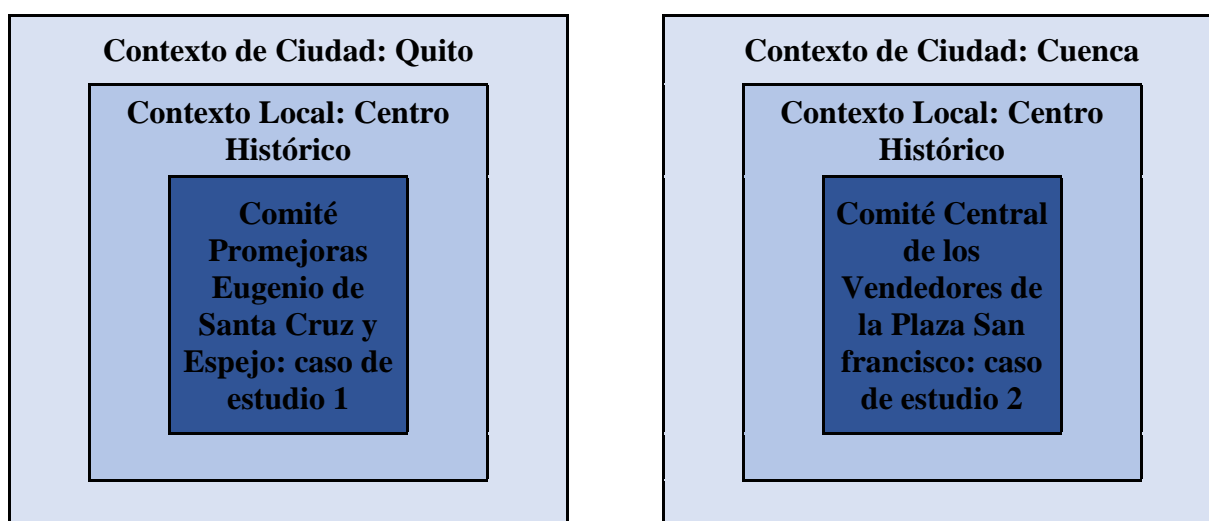 Contexto de Ciudad: Quito
Contexto Local: Centro
Histórico
Comité
Promejoras
Eugenio de
Santa Cruz y
Espejo: caso de
estudio 1
Contexto de Ciudad: Cuenca
Contexto Local: Centro
Histórico
Comité Central
de los
Vendedores de
la Plaza San
francisco: caso
de estudio 2